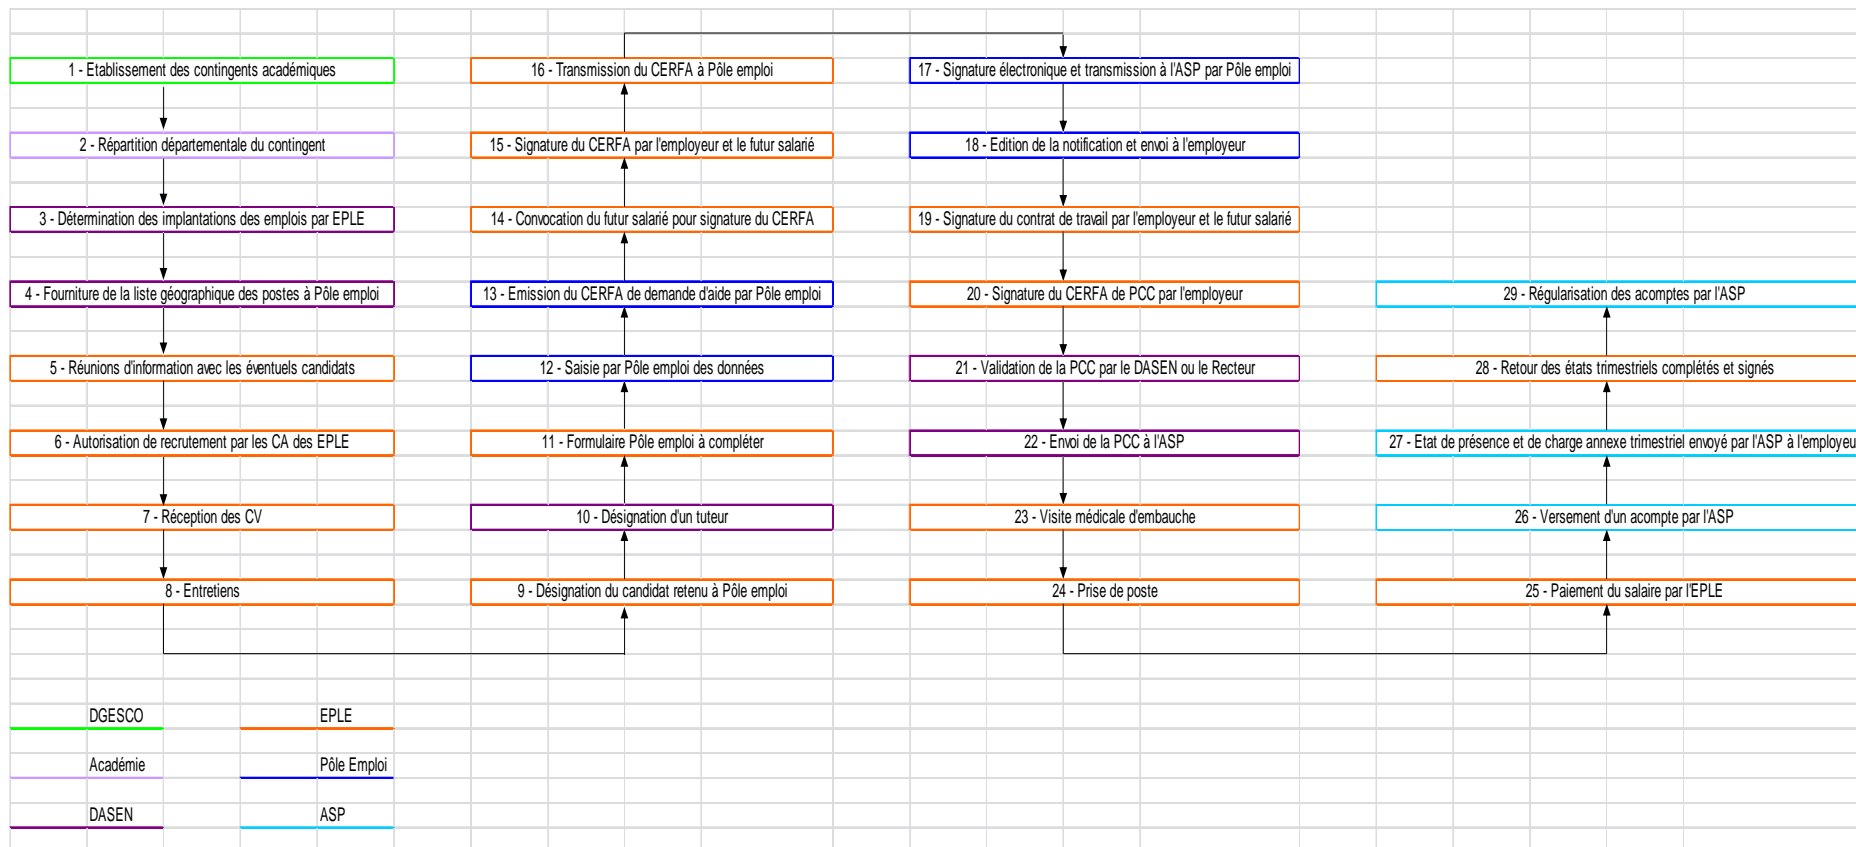 1 - Etablissement des contingents académiques
2 - Répartition départementale du contingent
3 - Détermination des implantations des emplois par EPLE
4 - Fourniture de la liste géographique des postes à Pôle emploi
5 - Réunions d'information avec les éventuels candidats
6 - Autorisation de recrutement par les CA des EPLE
7 - Réception des CV
8 - Entretiens
9 - Désignation du candidat retenu à Pôle emploi
10 - Désignation d'un tuteur
11 - Formulaire Pôle emploi à compléter
12 - Saisie par Pôle emploi des données
13 - Emission du CERFA de demande d'aide par Pôle emploi
14 - Convocation du futur salarié pour signature du CERFA
15 - Signature du CERFA par l'employeur et le futur salarié
16 - Transmission du CERFA à Pôle emploi
17 - Signature électronique et transmission à l'ASP par Pôle emploi
18 - Edition de la notification et envoi à l'employeur
19 - Signature du contrat de travail par l'employeur et le futur salarié
20 - Signature du CERFA de PCC par l'employeur
21 - Validation de la PCC par le DASEN ou le Recteur
22 - Envoi de la PCC à l'ASP
23 - Visite médicale d'embauche
24 - Prise de poste
25 - Paiement du salaire par l'EPLE
26 - Versement d'un acompte par l'ASP
27 - Etat de présence et de charge annexe trimestriel envoyé par l'ASP à l'employeu
28 - Retour des états trimestriels complétés et signés
29 - Régularisation des acomptes par l'ASP
DGESCO
EPLE
Académie
Pôle Emploi
DASEN
ASP